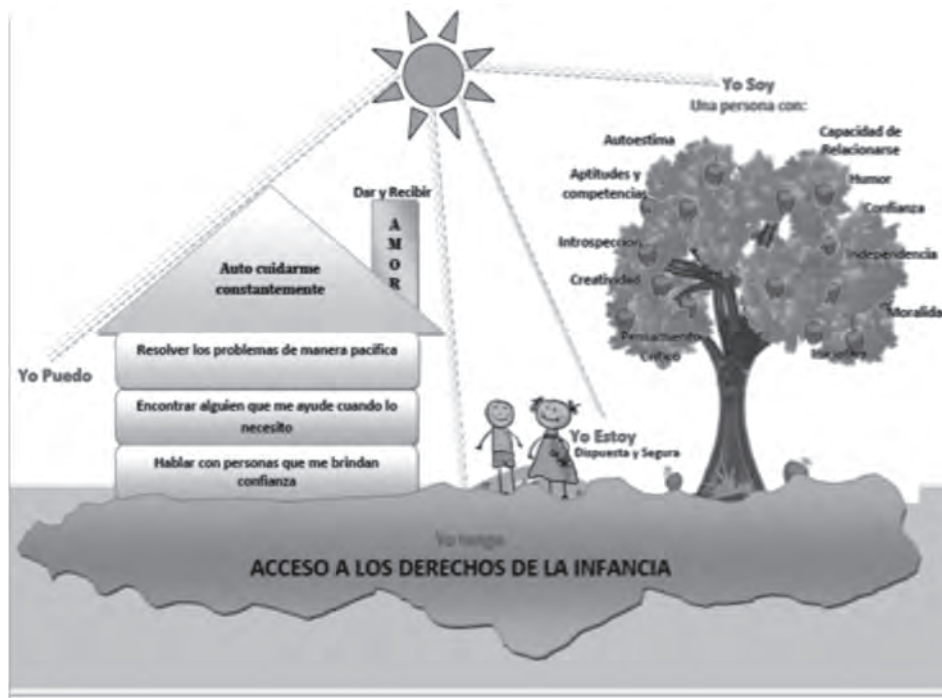 Yo Soy
Una persona con:
Autoestima
Capacidad de
Relacionarse
Aptitudes y
competencias
Humor
Confianza
Introspección
Independencia
Creatividad
Moralida
Pensamiento
Crítico
Dar y Recibir
A
M
O
R
Auto cuidarme
constantemente
Yo Puedo
Resolver los problemas de manera pacifica
Encontrar alguien que me ayude cuando lo
necesito
Hablar con personas que me brindan
confianza
Yo Estoy
Dispuesta y Segura
Yo tengo
ACCESO A LOS DERECHOS DE LA INFANCIA